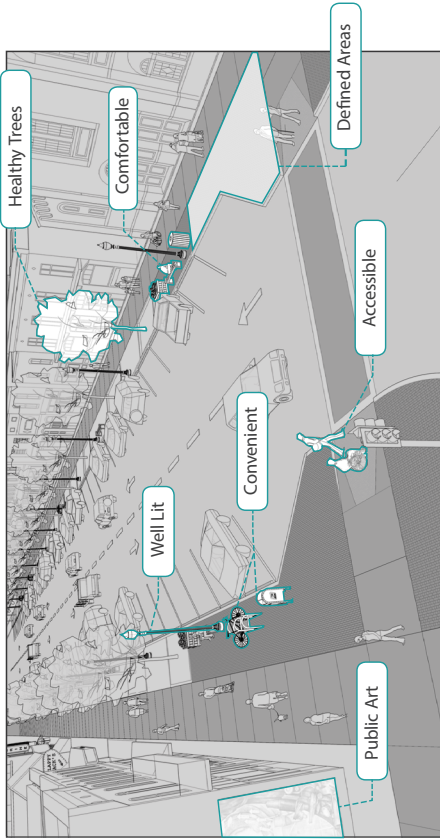 Healthy Trees
Comfortable
Defined Areas
Accessible
Convenient
Well Lit
Public Art